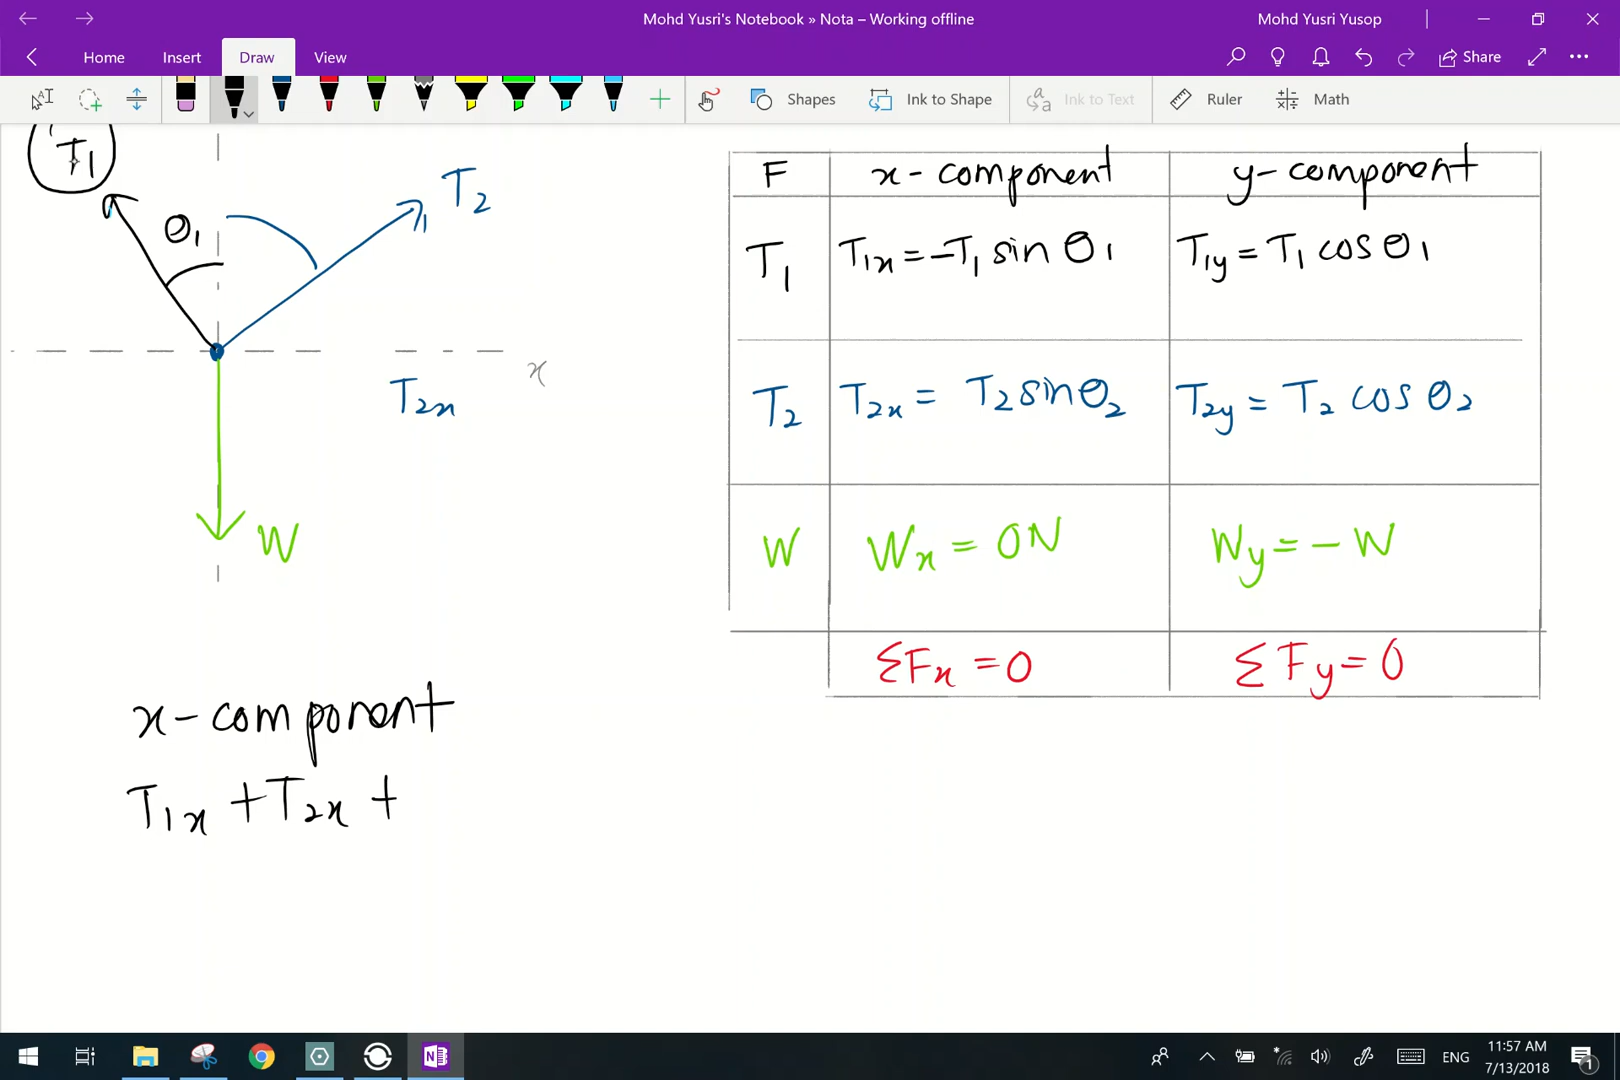 Mohd Yusri's Notebook » Nota – Working offline
Mohd Yusri Yusop
Home Insert Draw View
Share
Shapes Ink to Shape Ink to Text Ruler Math
T₁
θ₁
T₂
x
T₂ₓ
W
F x-component y-component
T₁ T₁ₓ = -T₁ sin θ₁ T₁y = T₁ cos θ₁
T₂ T₂ₓ = T₂ sinθ₂ T₂y = T₂ cos θ₂
W Wₓ = 0N Wy = - W
ΣFₓ = 0 ΣFy = 0
x-component
T₁ₓ + T₂ₓ +
ENG
11:57 AM
7/13/2018
1